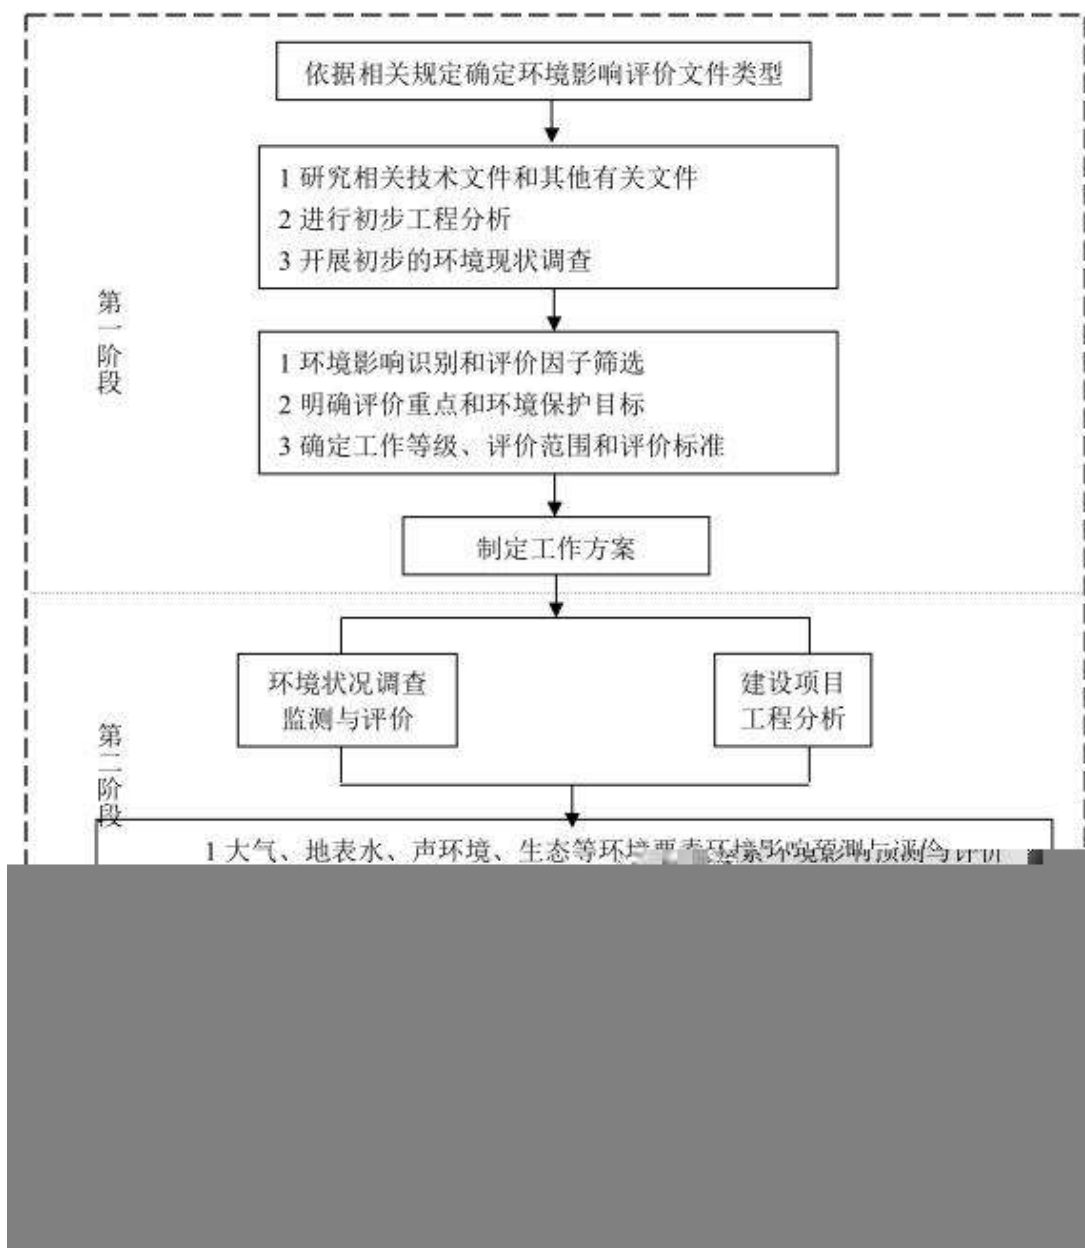 依据相关规定确定环境影响评价文件类型
1 研究相关技术文件和其他有关文件
2 进行初步工程分析
3 开展初步的环境现状调查
第一阶段
1 环境影响识别和评价因子筛选
2 明确评价重点和环境保护目标
3 确定工作等级、评价范围和评价标准
制定工作方案
环境状况调查
监测与评价
建设项目
工程分析
第二阶段
1 大气、地表水、声环境、生态等环境要素环